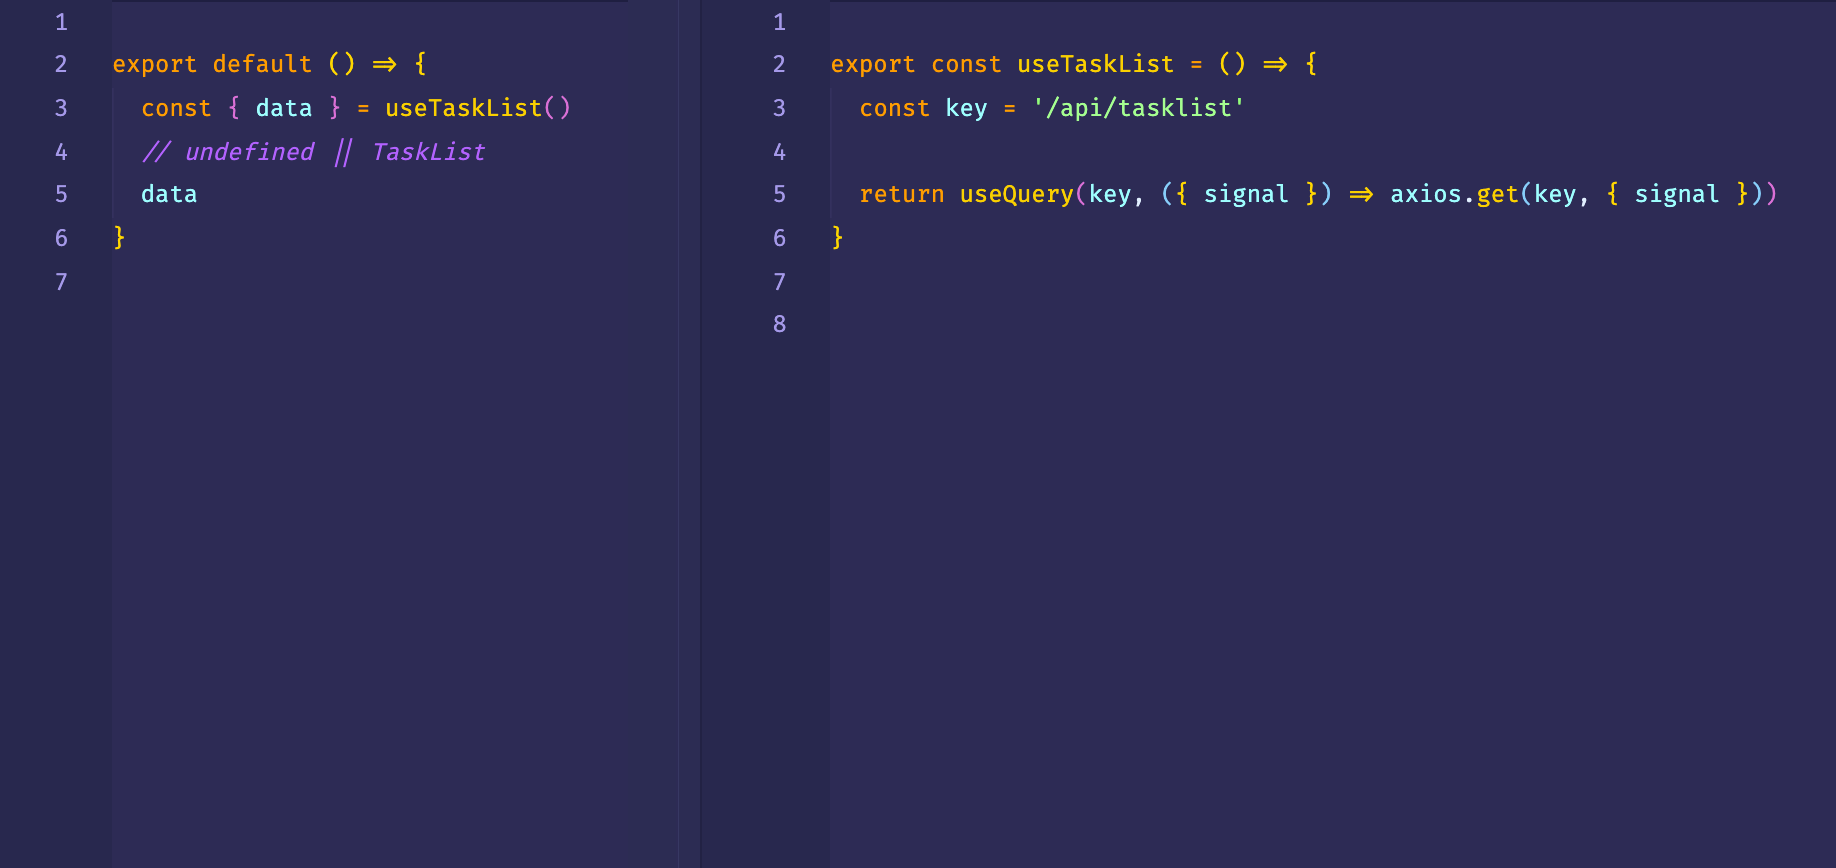 1
2 export default () => {
3 const { data } = useTaskList()
4 // undefined || TaskList
5 data
6 }
7
1
2 export const useTaskList = () => {
3 const key = '/api/tasklist'
4
5 return useQuery(key, ({ signal }) => axios.get(key, { signal }))
6 }
7
8